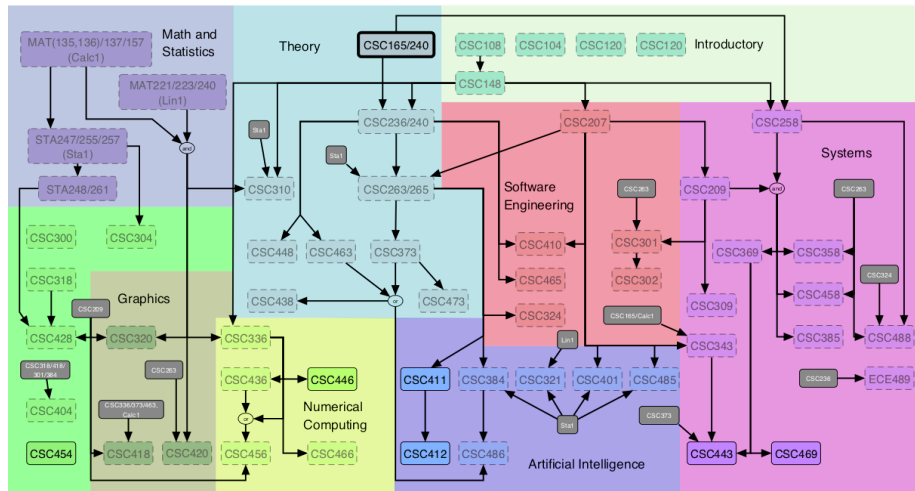 Math and
Statistics
Theory
Introductory
MAT(135,136)/137/157
(Calc1)
MAT221/223/240
(Lin1)
CSC165/240
CSC108
CSC104
CSC120
CSC120
CSC148
STA247/255/257
(Sta1)
and
STA248/261
Sta1
CSC236/240
Sta1
CSC310
CSC263/265
CSC207
CSC258
Systems
Software
Engineering
CSC263
CSC209
and
CSC263
CSC300
CSC304
CSC448
CSC463
CSC373
CSC410
CSC301
CSC369
CSC358
CSC318
Graphics
CSC465
CSC302
CSC458
CSC324
CSC209
CSC438
or
CSC473
CSC324
CSC309
CSC165/Calc1
CSC428
CSC320
CSC336
Lin1
CSC343
CSC385
CSC488
CSC318/418/
301/384
CSC263
CSC436
CSC446
CSC411
CSC384
CSC321
CSC401
CSC485
CSC236
ECE489
CSC404
CSC336/373/463,
Calc1
or
Numerical
Computing
Sta1
CSC373
CSC454
CSC418
CSC420
CSC456
CSC466
CSC412
CSC486
Artificial Intelligence
CSC443
CSC469